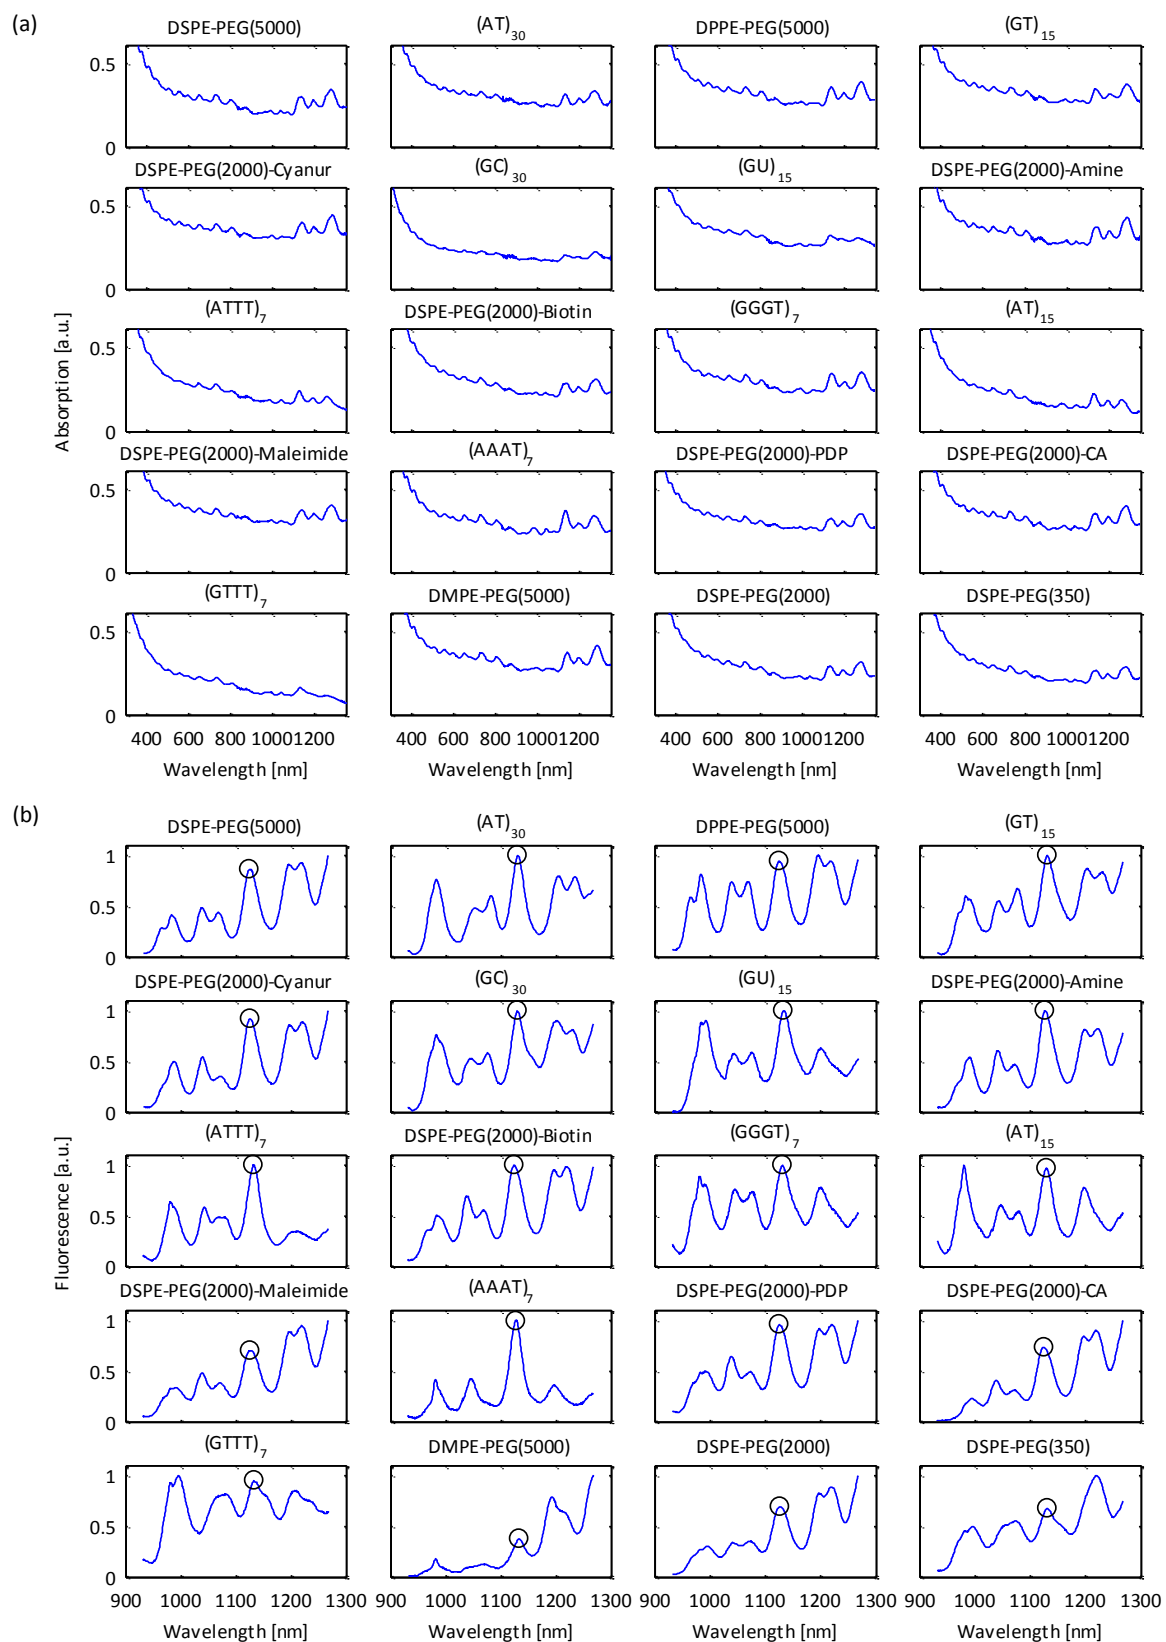 (a)
DSPE-PEG(5000) (AT)30 DPPE-PEG(5000) (GT)15
0.5
0
DSPE-PEG(2000)-Cyanur (GC)30 (GU)15 DSPE-PEG(2000)-Amine
0.5
0
(ATTT)7 DSPE-PEG(2000)-Biotin (GGGT)7 (AT)15
0.5
0
Absorption [a.u.]
DSPE-PEG(2000)-Maleimide (AAAT)7 DSPE-PEG(2000)-PDP DSPE-PEG(2000)-CA
0.5
0
(GTTT)7 DMPE-PEG(5000) DSPE-PEG(2000) DSPE-PEG(350)
0.5
0
400 600 800 1000 1200 400 600 800 1000 1200 400 600 800 1000 1200 400 600 800 1000 1200
Wavelength [nm] Wavelength [nm] Wavelength [nm] Wavelength [nm]
(b)
DSPE-PEG(5000) (AT)30 DPPE-PEG(5000) (GT)15
1
0.5
0
DSPE-PEG(2000)-Cyanur (GC)30 (GU)15 DSPE-PEG(2000)-Amine
1
0.5
0
(ATTT)7 DSPE-PEG(2000)-Biotin (GGGT)7 (AT)15
1
0.5
0
Fluorescence [a.u.]
DSPE-PEG(2000)-Maleimide (AAAT)7 DSPE-PEG(2000)-PDP DSPE-PEG(2000)-CA
1
0.5
0
(GTTT)7 DMPE-PEG(5000) DSPE-PEG(2000) DSPE-PEG(350)
1
0.5
0
900 1000 1100 1200 1300 900 1000 1100 1200 1300 900 1000 1100 1200 1300 900 1000 1100 1200 1300
Wavelength [nm] Wavelength [nm] Wavelength [nm] Wavelength [nm]